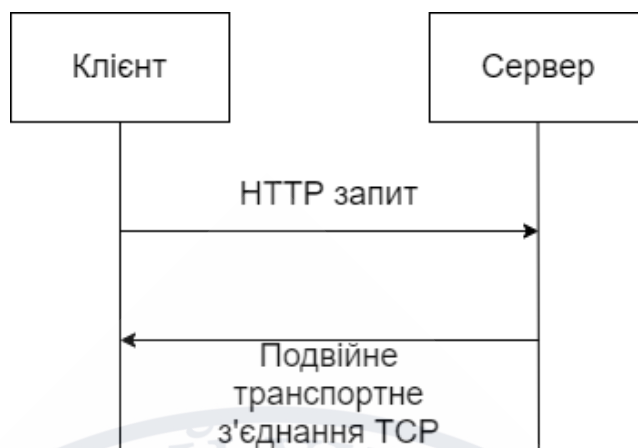 Клієнт
Сервер
HTTP запит
Подвійне
транспортне
з'єднання TCP